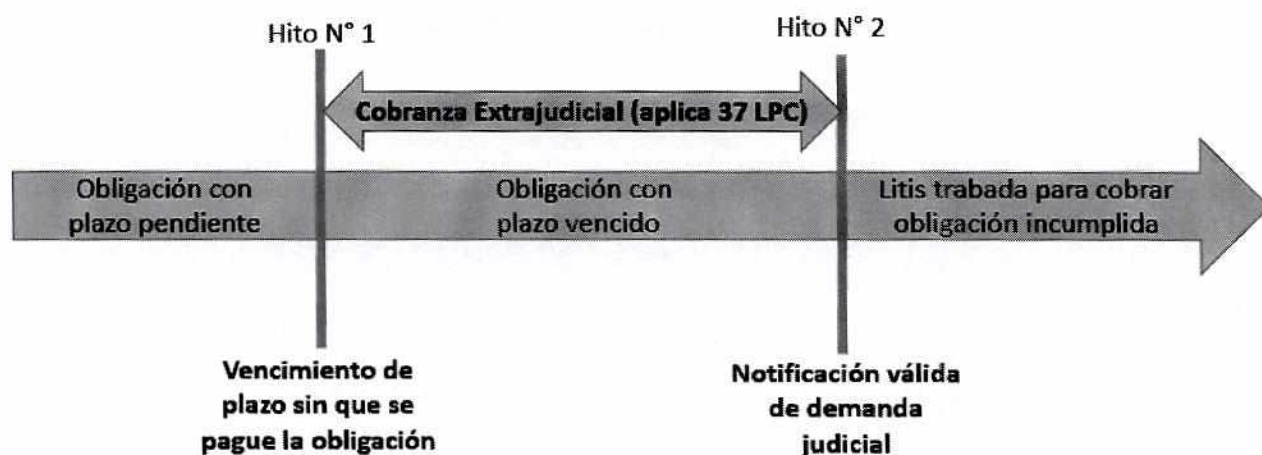 Hito N° 1
Hito N° 2
Cobranza Extrajudicial (aplica 37 LPC)
Obligación con
plazo pendiente
Obligación con
plazo vencido
Litis trabada para cobrar
obligación incumplida
Vencimiento de
plazo sin que se
pague la obligación
Notificación válida
de demanda
judicial